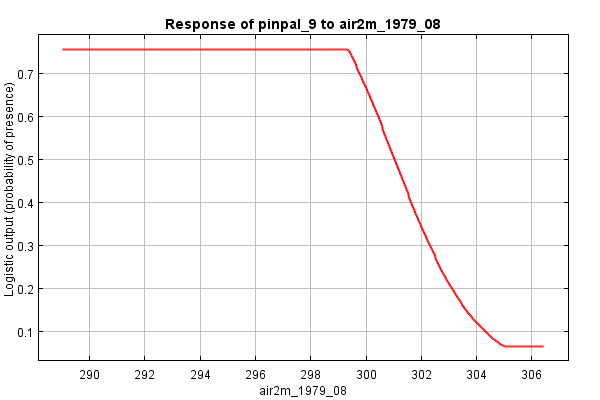 Response of pinpal_9 to air2m_1979_08
Logistic output (probability of presence)
0.7
0.6
0.5
0.4
0.3
0.2
0.1
290 292 294 296 298 300 302 304 306
air2m_1979_08